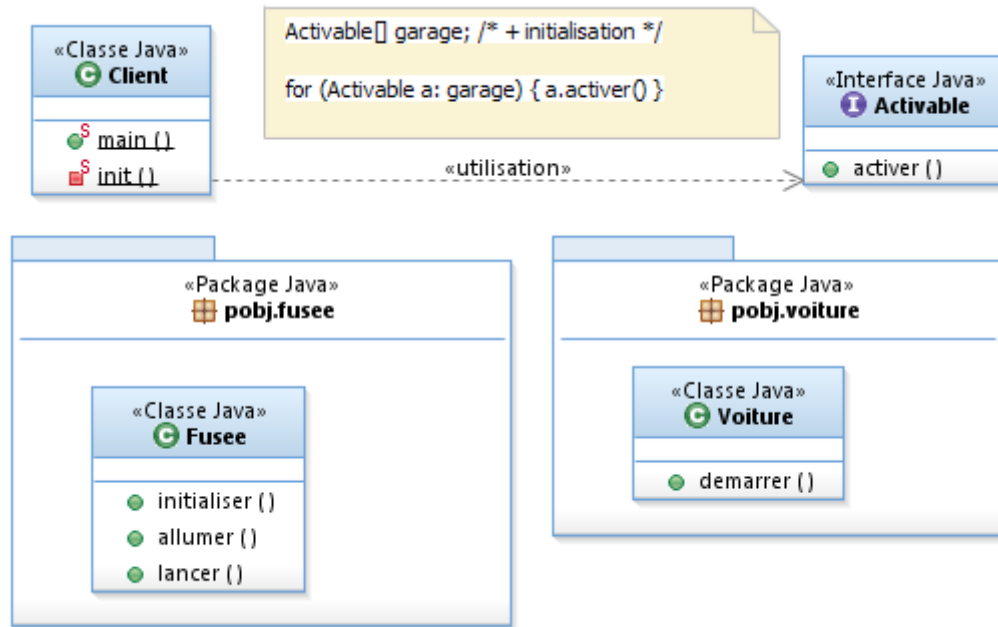 «Classe Java»
Client
main ()
init ()
Activable[] garage; /* + initialisation */
for (Activable a: garage) { a.activer() }
«utilisation»
«Interface Java»
Activable
activer ()
«Package Java»
pobj.fusee
«Classe Java»
Fusee
initialiser ()
allumer ()
lancer ()
«Package Java»
pobj.voiture
«Classe Java»
Voiture
demarrer ()